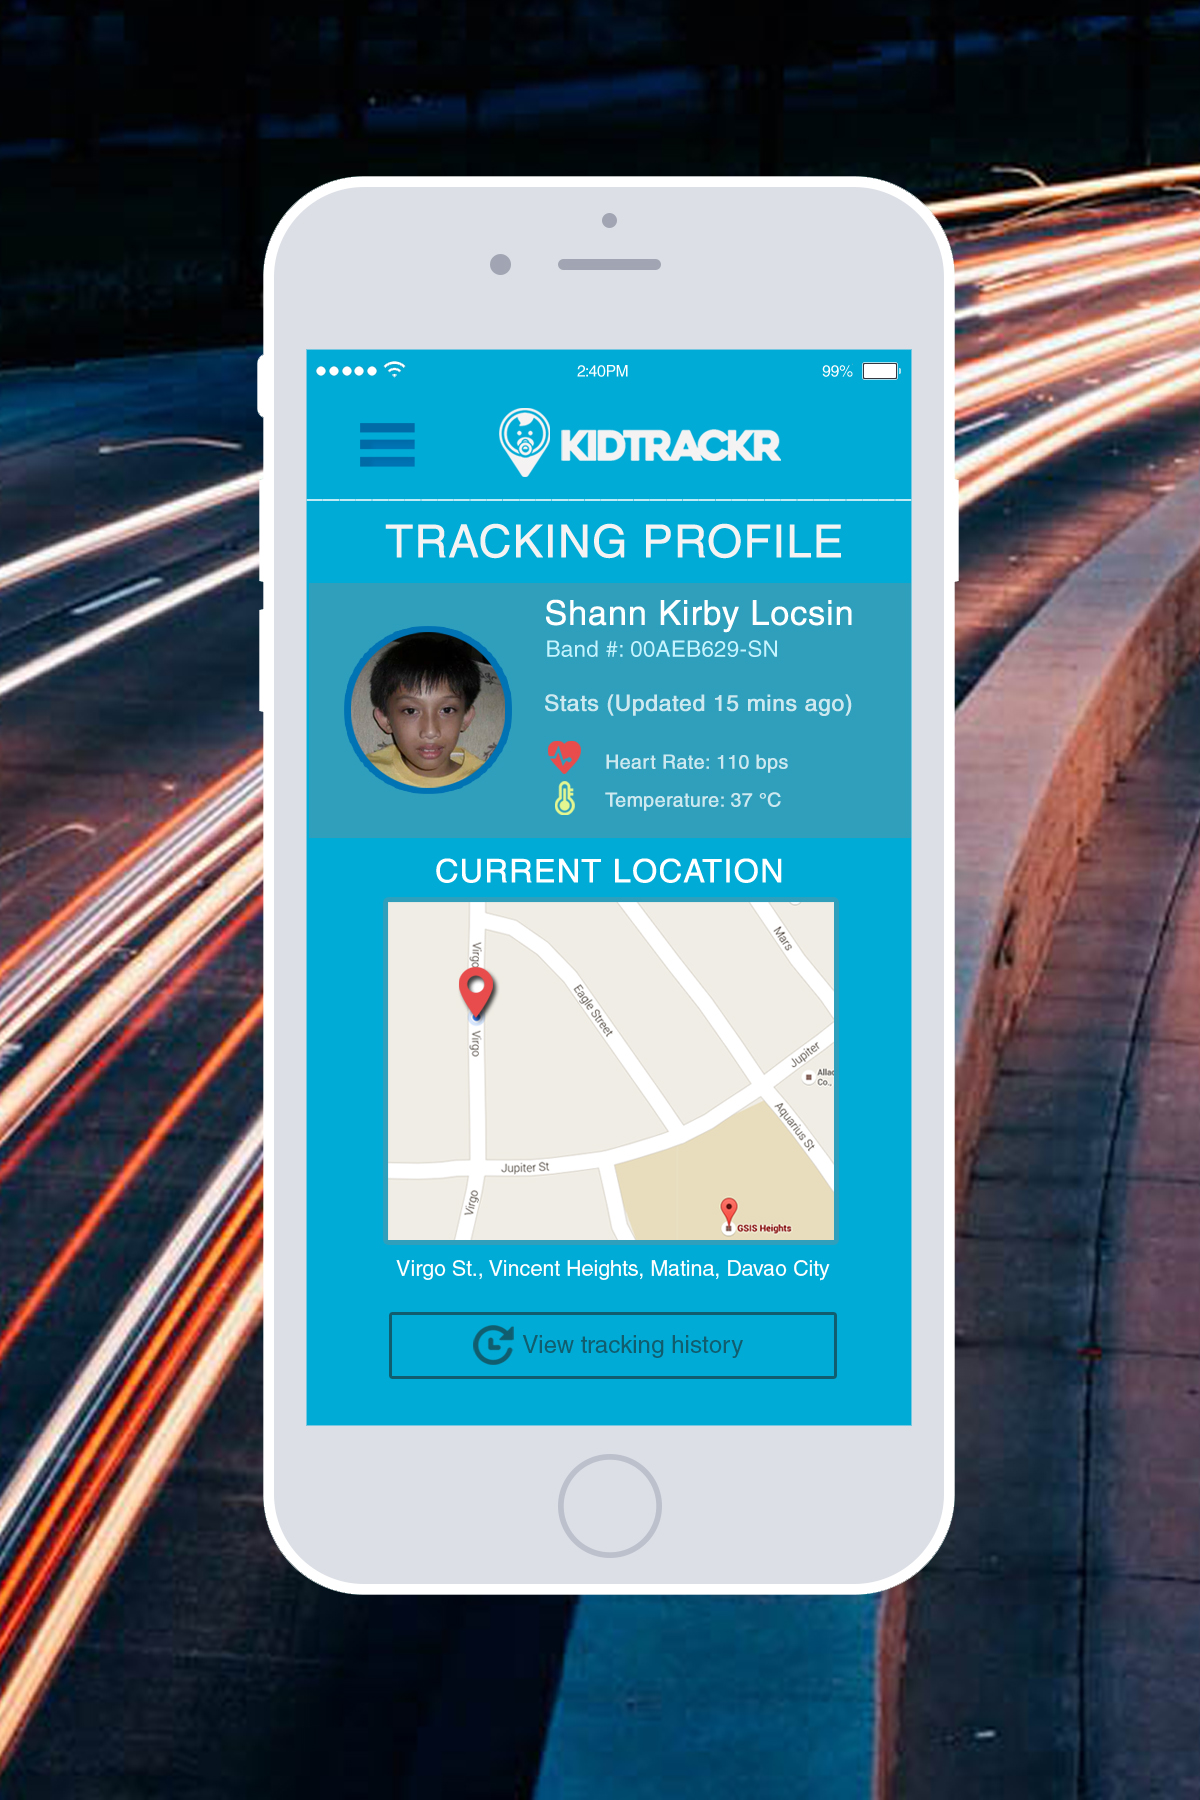 2:40PM
99%
KIDTRACKR
TRACKING PROFILE
Shann Kirby Locsin
Band #: 00AEB629-SN
Stats (Updated 15 mins ago)
Heart Rate: 110 bps
Temperature: 37 °C
CURRENT LOCATION
Virgo
Mars
Eagle Street
Virgo
Jupiter
Co.,
Aquarius St
Jupiter St
Virgo
GSIS Heights
Virgo St., Vincent Heights, Matina, Davao City
View tracking history